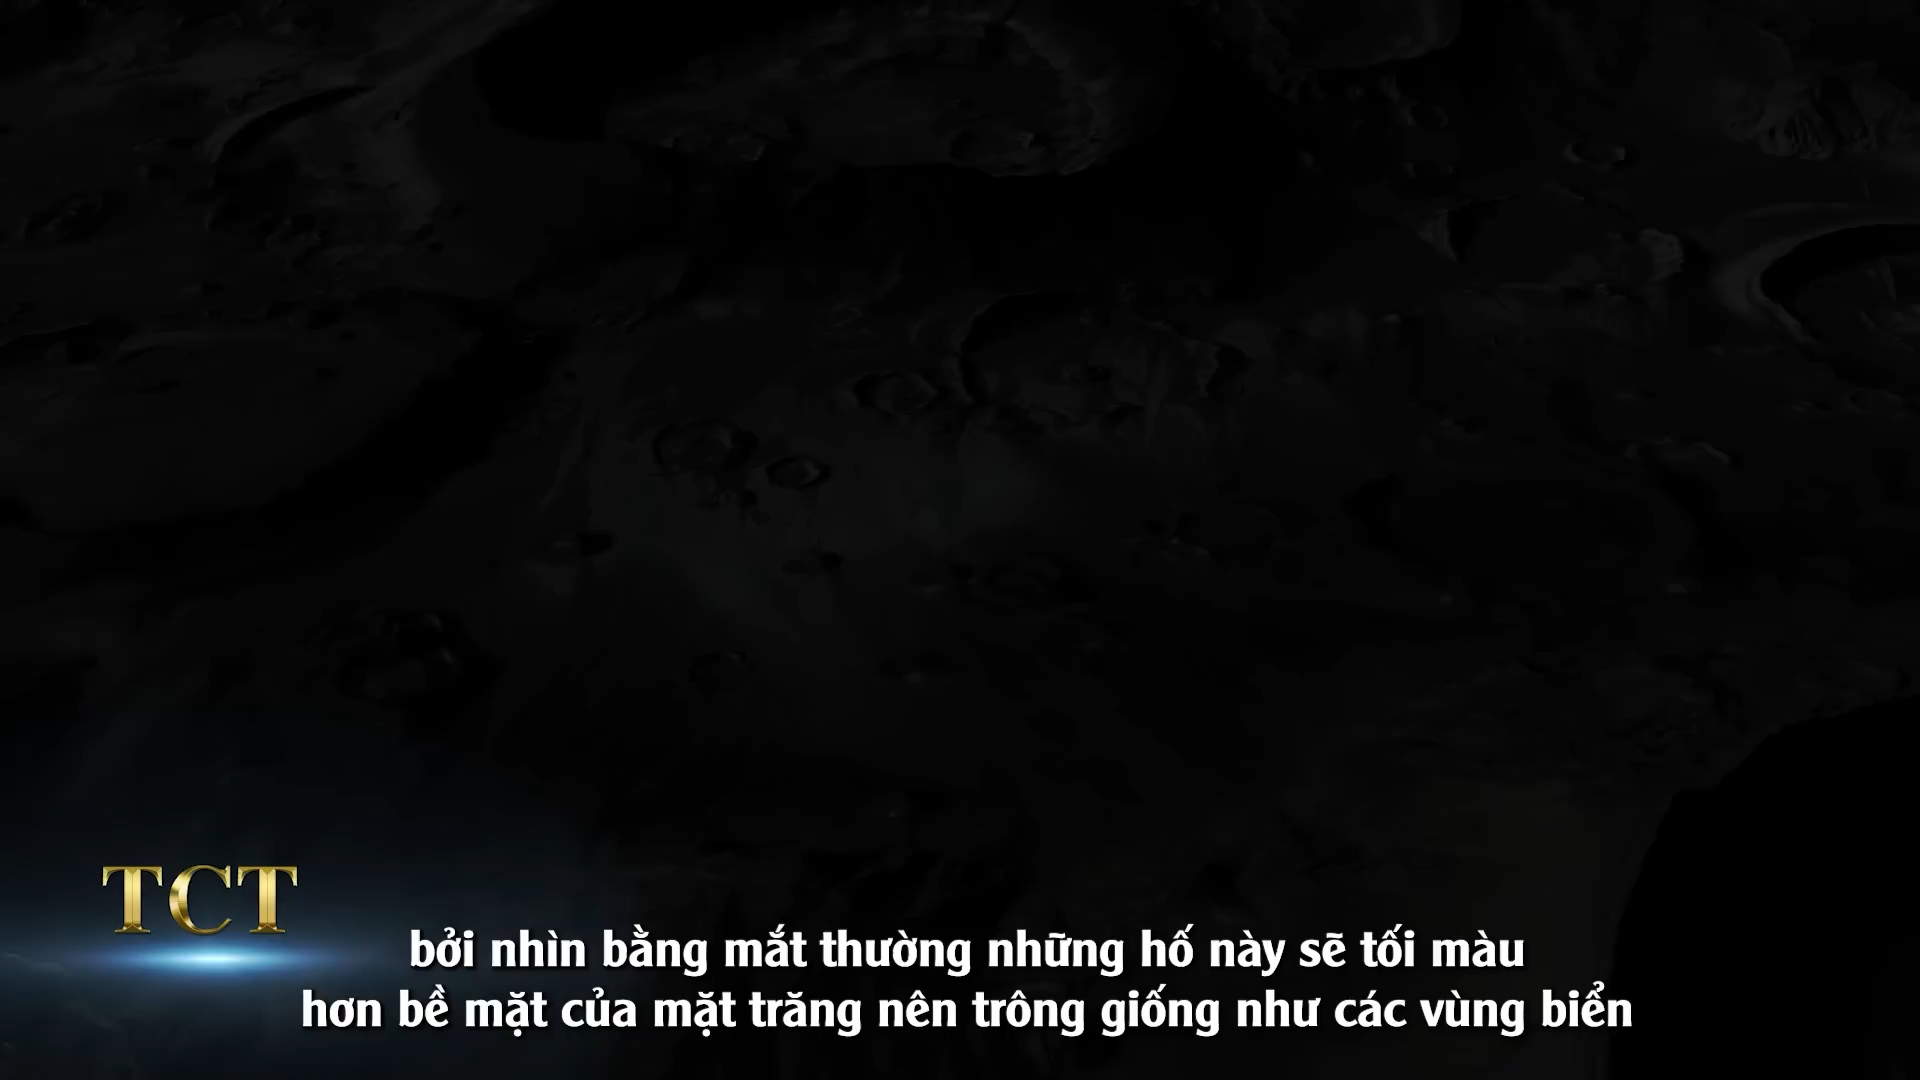 TCT
bởi nhìn bằng mắt thường những hố này sẽ tối màu
hơn bề mặt của mặt trăng nên trông giống như các vùng biển